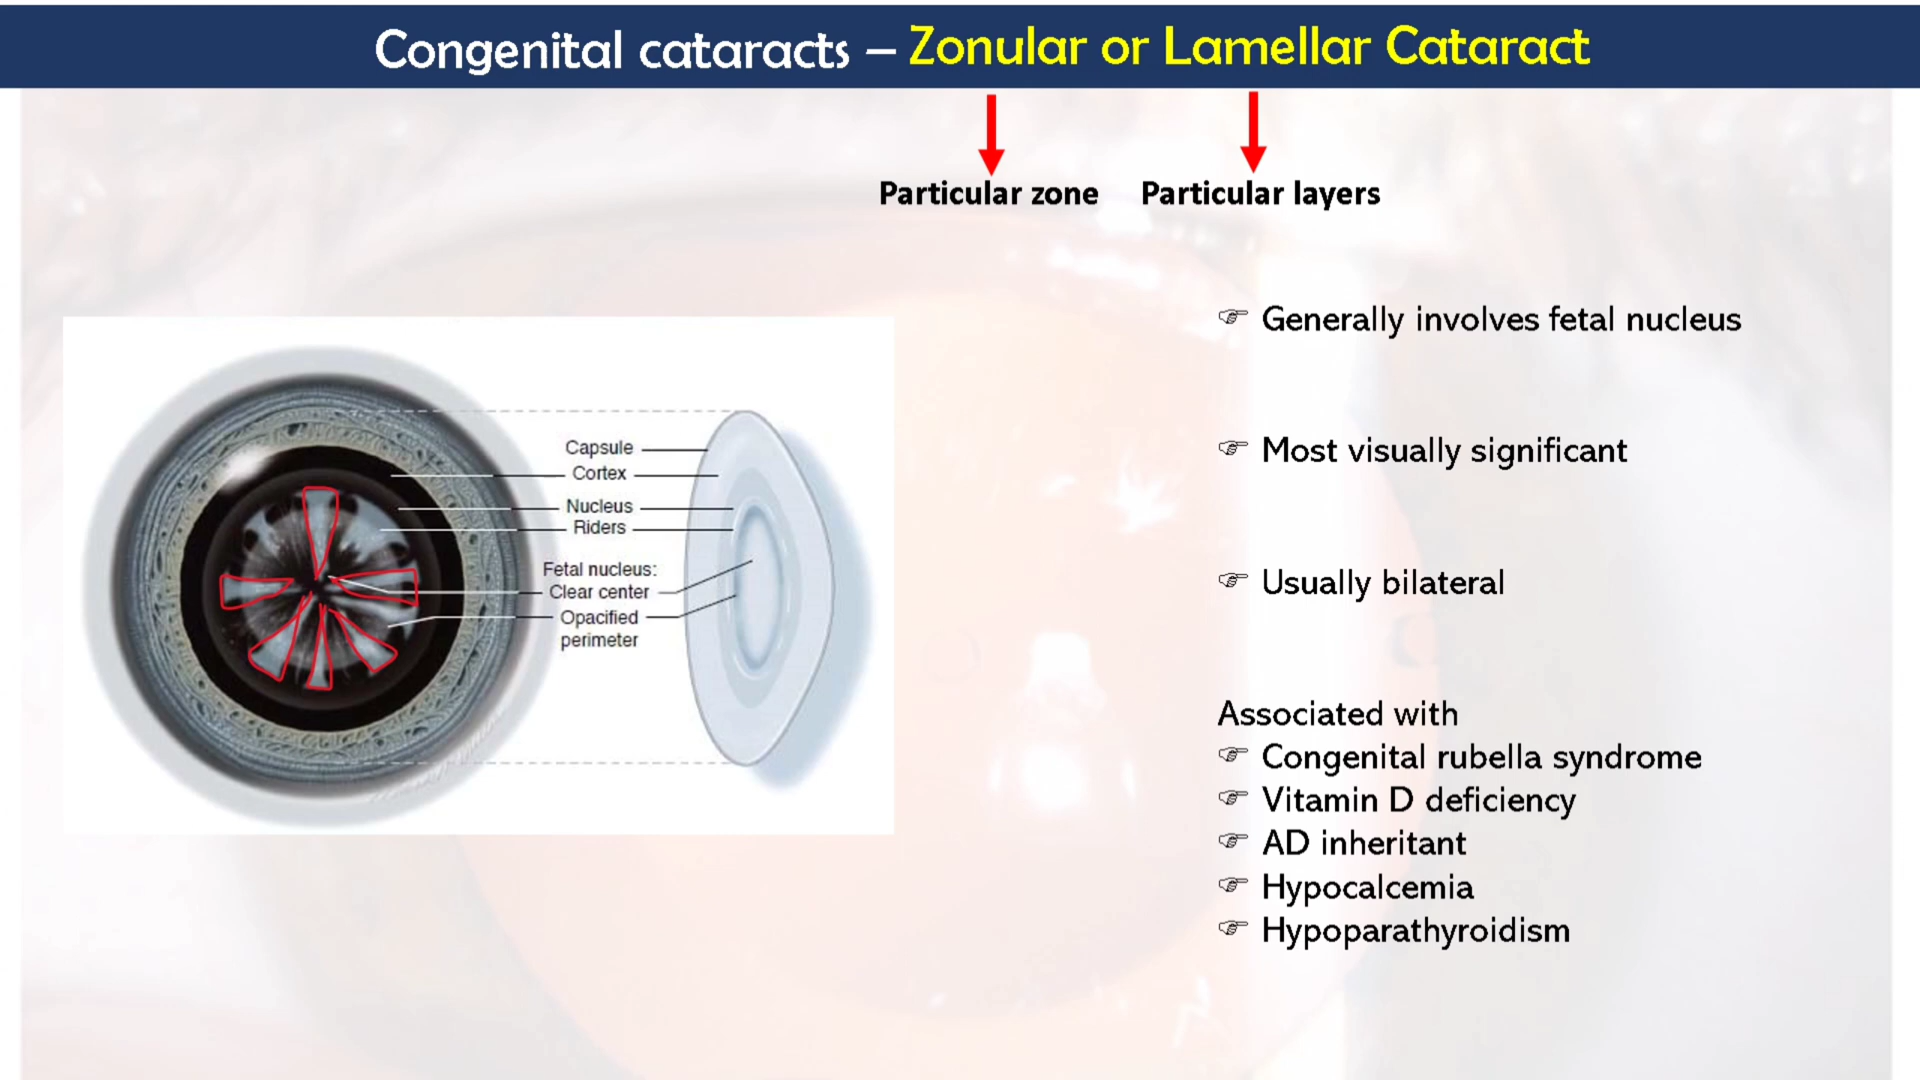 Congenital cataracts – Zonular or Lamellar Cataract
Particular zone
Particular layers
Capsule
Cortex
Nucleus
Riders
Fetal nucleus:
Clear center
Opacified
perimeter
Generally involves fetal nucleus
Most visually significant
Usually bilateral
Associated with
Congenital rubella syndrome
Vitamin D deficiency
AD inheritant
Hypocalcemia
Hypoparathyroidism